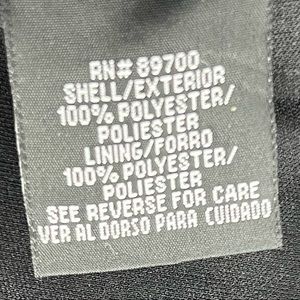 RN# 89700
SHELL/EXTERIOR
100% POLYESTER/
POLIESTER
LINING/FORRO
100% POLYESTER/
POLIESTER
SEE REVERSE FOR CARE
VER AL DORSO PARA CUIDADO